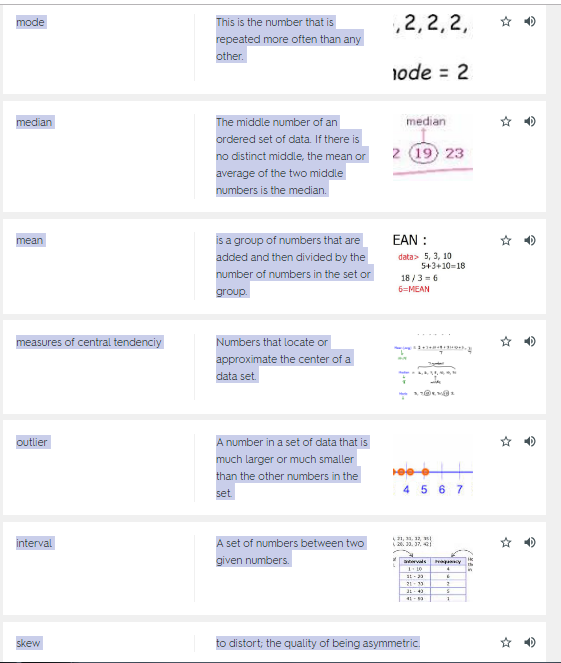 mode
This is the number that is
repeated more often than any
other.
, 2, 2, 2,
node = 2
median
The middle number of an
ordered set of data. If there is
no distinct middle, the mean or
average of the two middle
numbers is the median.
median
2 19 23
mean
is a group of numbers that are
added and then divided by the
number of numbers in the set or
group.
EAN :
data> 5, 3, 10
5+3+10=18
18 / 3 = 6
6=MEAN
measures of central tendenciy
Numbers that locate or
approximate the center of a
data set.
outlier
A number in a set of data that is
much larger or much smaller
than the other numbers in the
set.
4 5 6 7
interval
A set of numbers between two
given numbers.
Intervals Frequency
1 - 10 4
11 - 20 6
21 - 30 2
31 - 40 5
41 - 50 1
skew
to distort; the quality of being asymmetric.